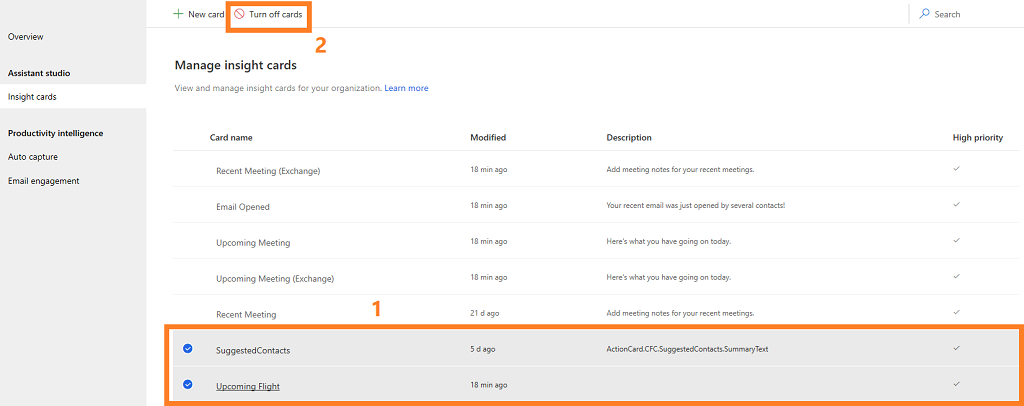 New card Turn off cards Search
2
Overview
Assistant studio
Insight cards
Productivity intelligence
Auto capture
Email engagement
Manage insight cards
View and manage insight cards for your organization. Learn more
Card name Modified Description High priority
Recent Meeting (Exchange) 18 min ago Add meeting notes for your recent meetings.
Email Opened 18 min ago Your recent email was just opened by several contacts!
Upcoming Meeting 18 min ago Here's what you have going on today.
Upcoming Meeting (Exchange) 18 min ago Here's what you have going on today.
1
Recent Meeting 21 d ago Add meeting notes for your recent meetings.
SuggestedContacts 5 d ago ActionCard.CFC.SuggestedContacts.SummaryText
Upcoming Flight 18 min ago